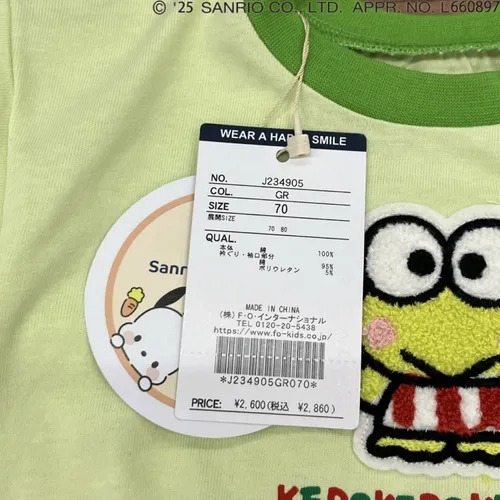 © '25 SANRIO CO., LTD. APPR. NO. L660897
WEAR A SMILE
NO. J234905
COL. GR
SIZE 70
展開SIZE
70 80
QUAL.
本体 綿 100%
衿ぐり・袖口部分
綿 95%
ポリウレタン 5%
MADE IN CHINA
(株)F・O・インターナショナル
TEL 0120-20-5438
https://www.fo-kids.co.jp/
*J234905GR070*
PRICE: ¥2,600(税込 ¥2,860)
Sanr